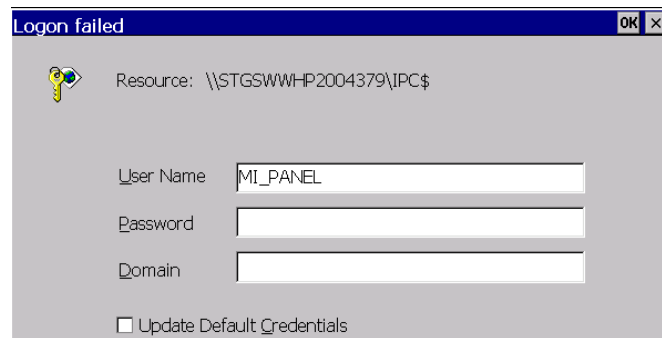 Logon failed OK ×
Resource: \\STGSWWHP2004379\IPC$
User Name MI_PANEL
Password
Domain
Update Default Credentials